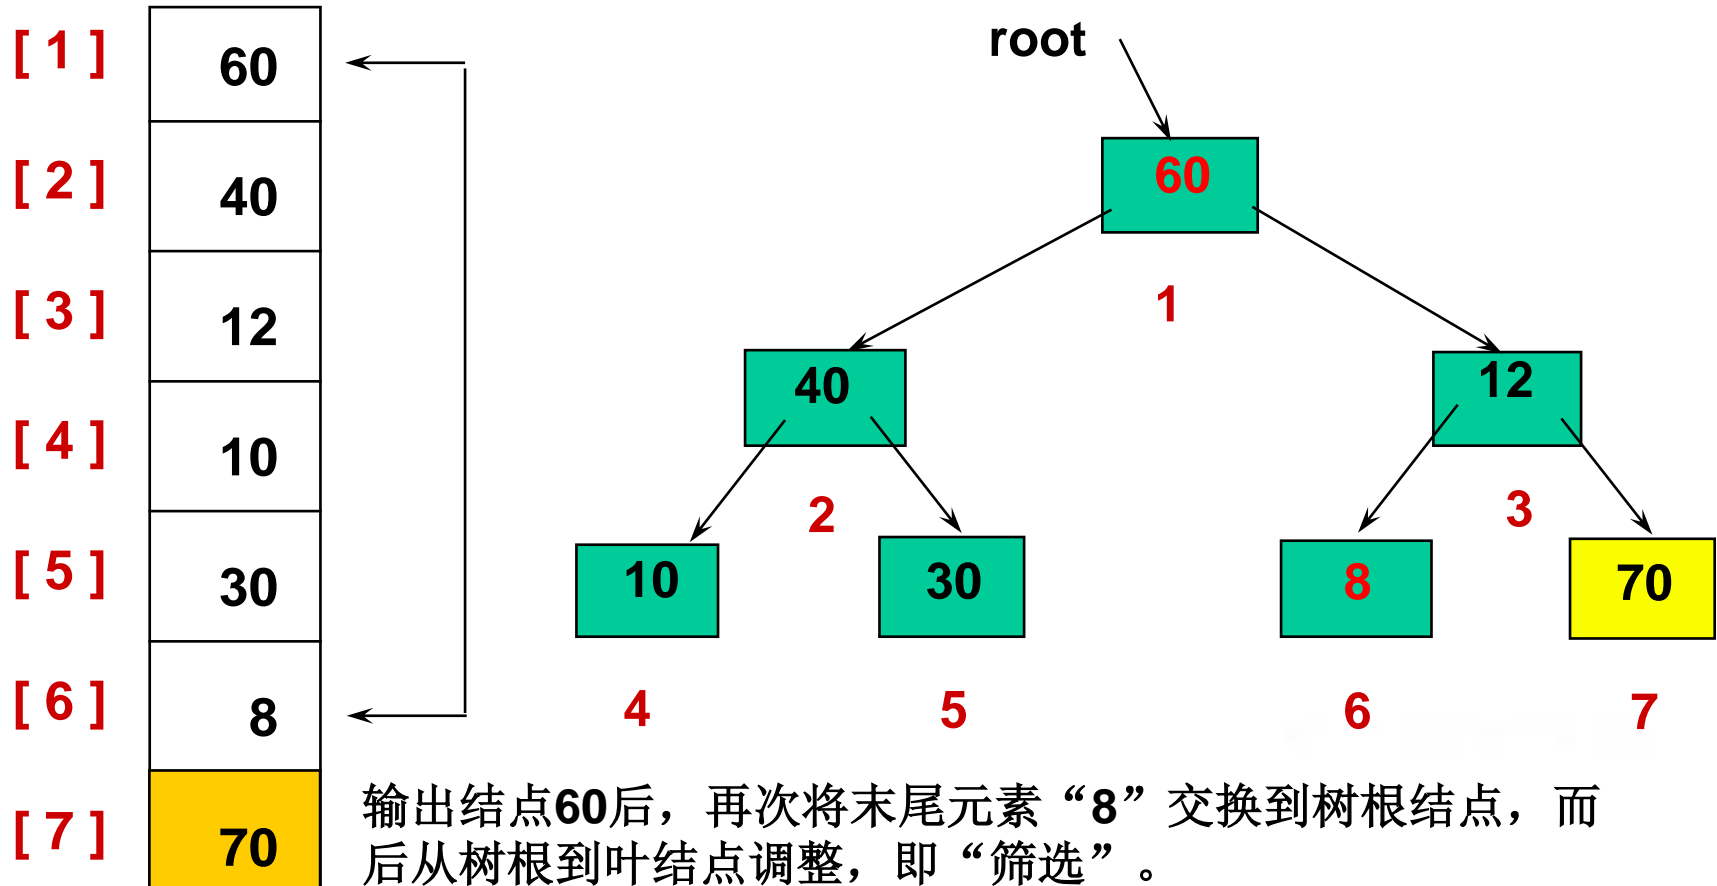 [ 1 ] 60
[ 2 ] 40
[ 3 ] 12
[ 4 ] 10
[ 5 ] 30
[ 6 ] 8
[ 7 ] 70
root
60
1
40 12
2 3
10 30 8 70
4 5 6 7
输出结点60后，再次将末尾元素“8”交换到树根结点，而
后从树根到叶结点调整，即“筛选”。